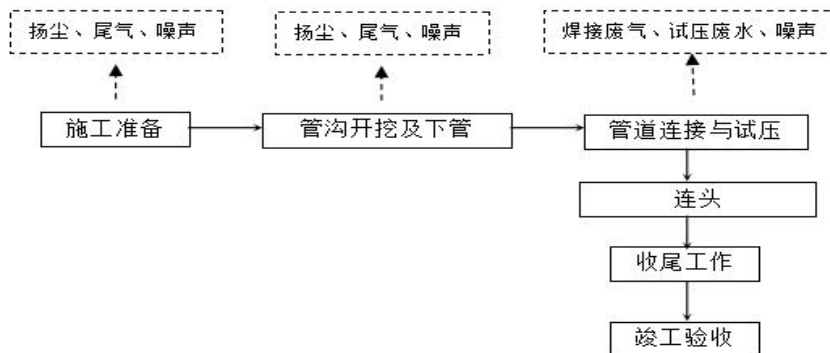 扬尘、尾气、噪声
扬尘、尾气、噪声
焊接废气、试压废水、噪声
施工准备
管沟开挖及下管
管道连接与试压
连头
收尾工作
竣工验收